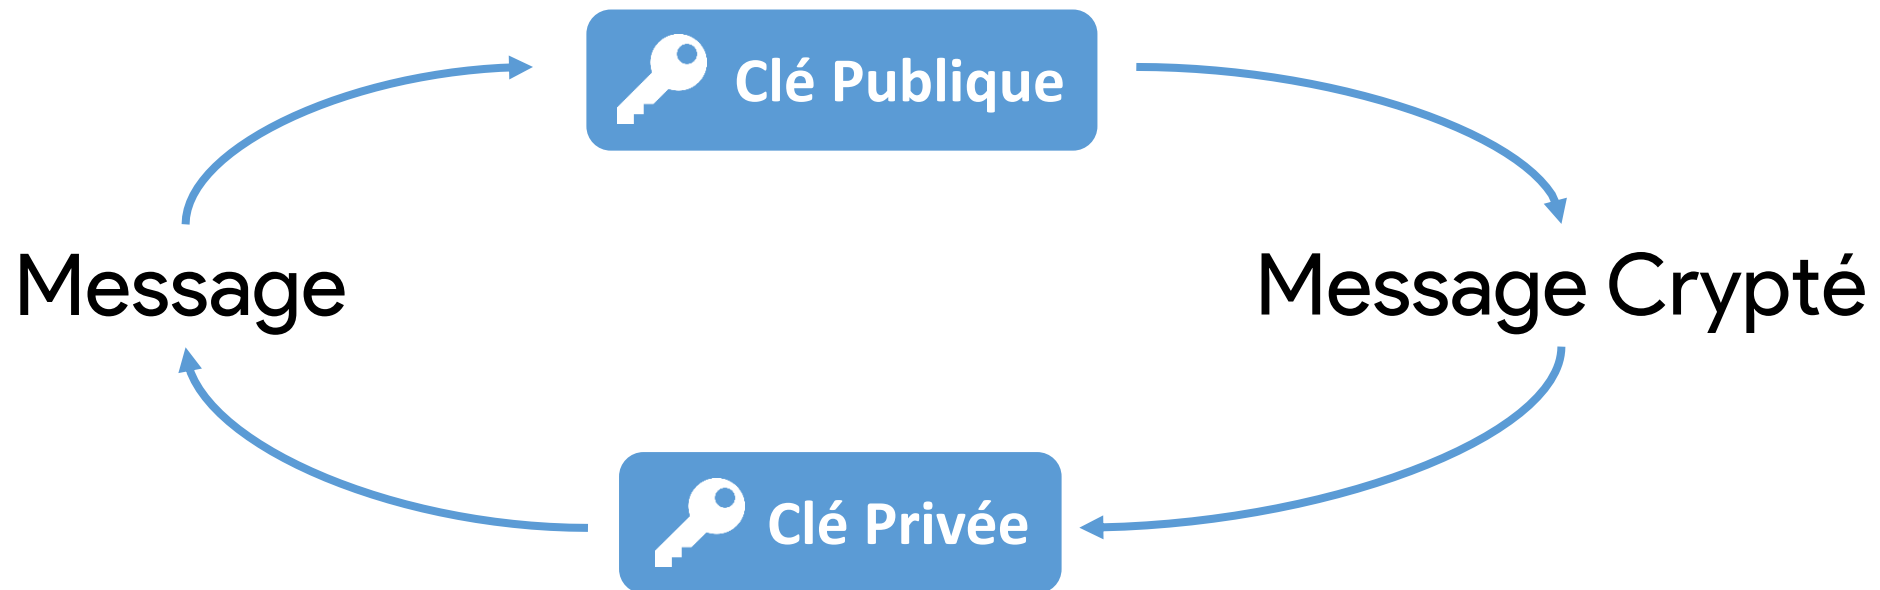 Clé Publique
Message
Message Crypté
Clé Privée